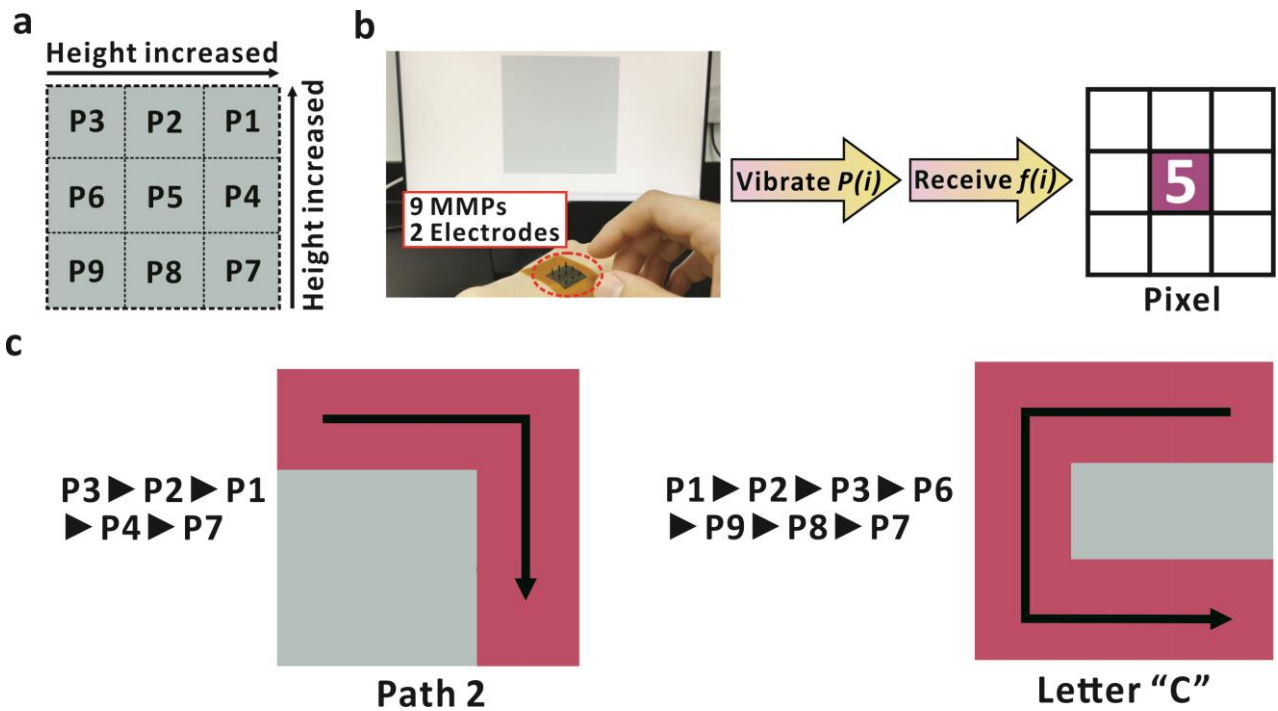 a
Height increased
P3 P2 P1
P6 P5 P4
P9 P8 P7
Height increased
b
9 MMPs
2 Electrodes
Vibrate P(i)
Receive f(i)
5
Pixel
c
P3 ▶ P2 ▶ P1
▶ P4 ▶ P7
Path 2
P1 ▶ P2 ▶ P3 ▶ P6
▶ P9 ▶ P8 ▶ P7
Letter “C”